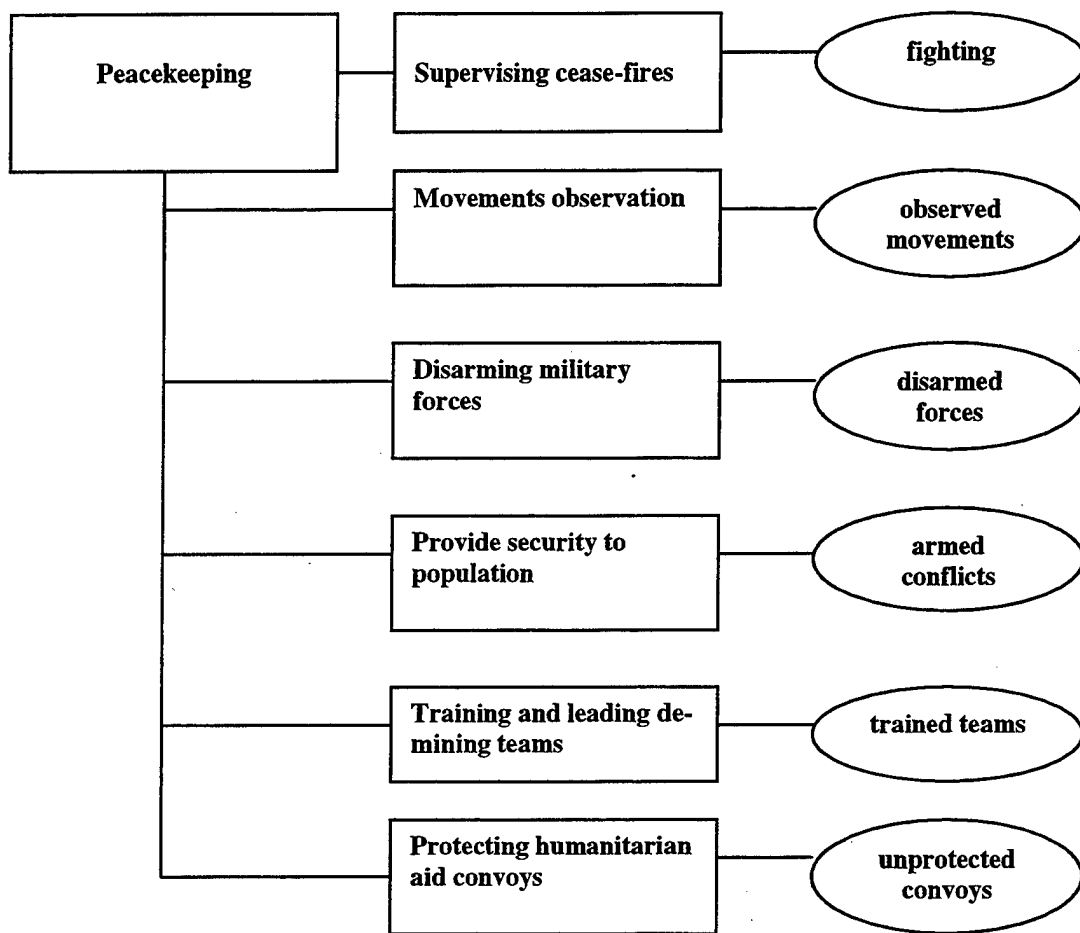 Peacekeeping
Supervising cease-fires
fighting
Movements observation
observed
movements
Disarming military
forces
disarmed
forces
Provide security to
population
armed
conflicts
Training and leading de-
mining teams
trained teams
Protecting humanitarian
aid convoys
unprotected
convoys